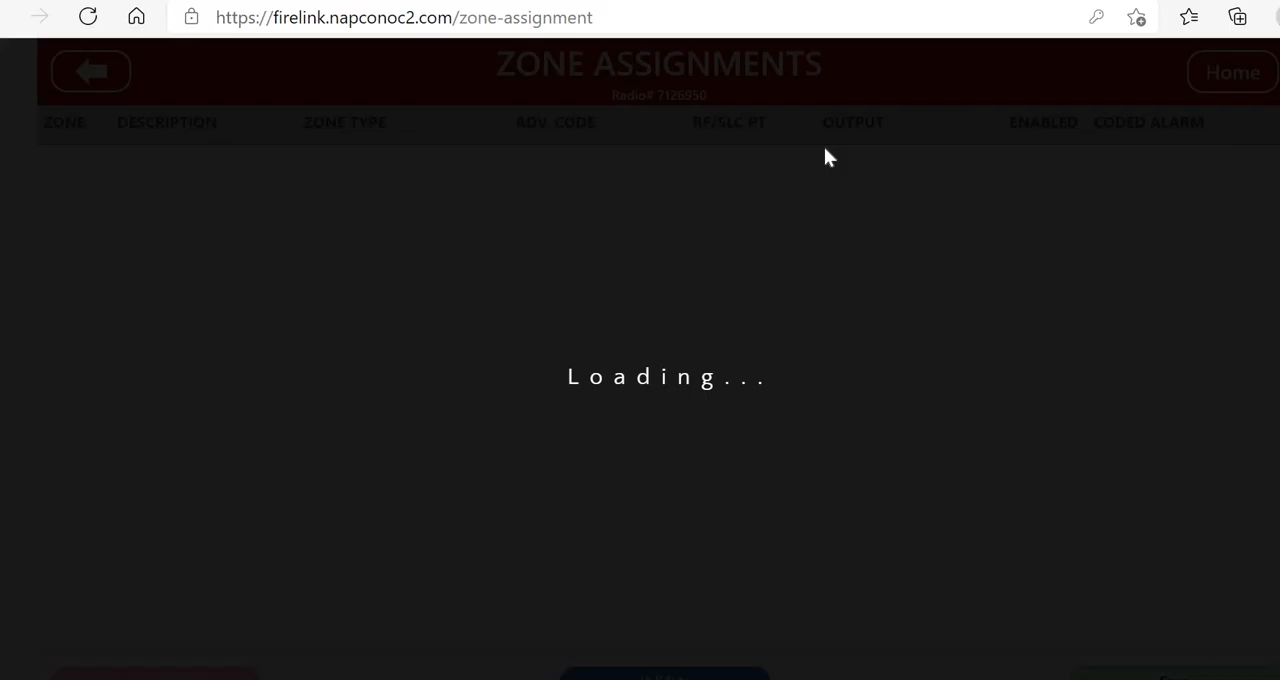 https://firelink.napconoc2.com/zone-assignment
ZONE ASSIGNMENTS
Home
Radio# 7126950
ZONE DESCRIPTION ZONE TYPE ADV. CODE RF/SLC PT OUTPUT ENABLED CODED ALARM
Loading...